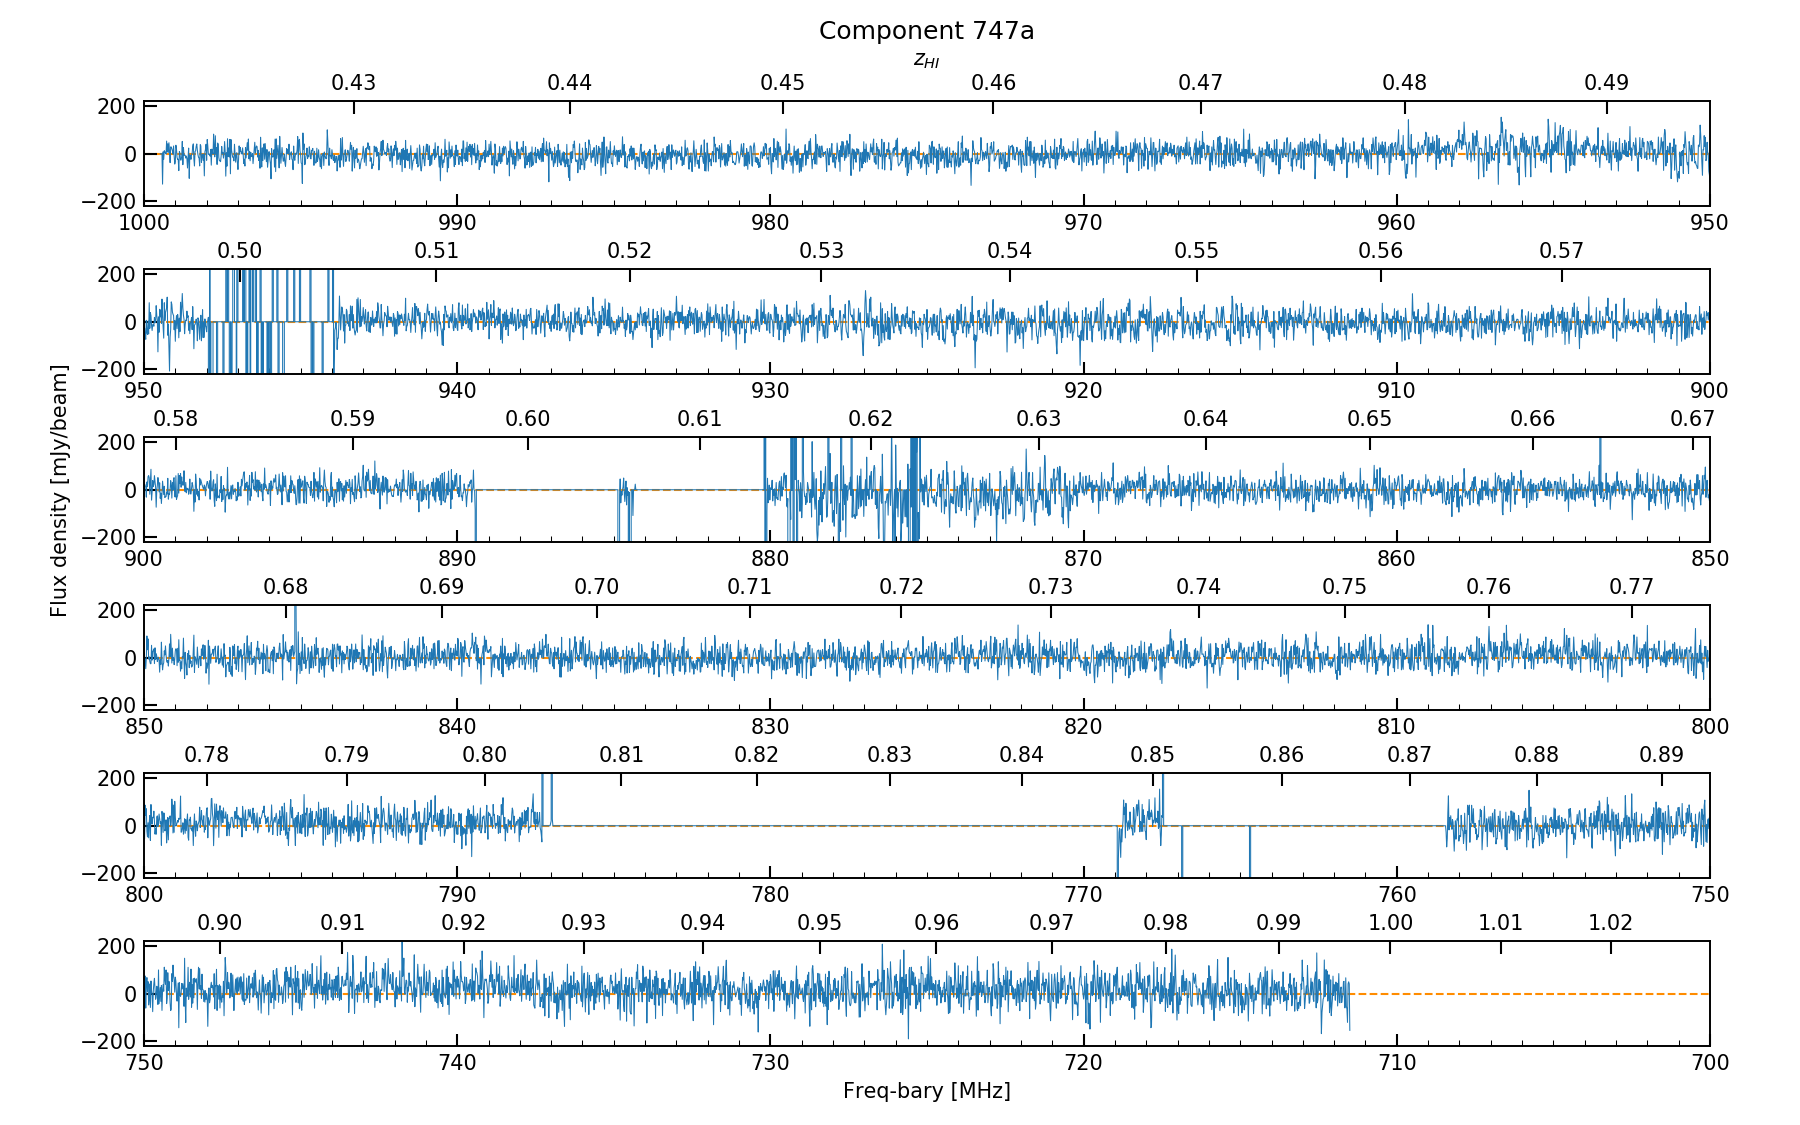 Component 747a
z_HI
0.43 0.44 0.45 0.46 0.47 0.48 0.49
200
0
−200
1000 990 980 970 960 950
0.50 0.51 0.52 0.53 0.54 0.55 0.56 0.57
200
0
−200
950 940 930 920 910 900
0.58 0.59 0.60 0.61 0.62 0.63 0.64 0.65 0.66 0.67
200
0
−200
900 890 880 870 860 850
Flux density [mJy/beam]
0.68 0.69 0.70 0.71 0.72 0.73 0.74 0.75 0.76 0.77
200
0
−200
850 840 830 820 810 800
0.78 0.79 0.80 0.81 0.82 0.83 0.84 0.85 0.86 0.87 0.88 0.89
200
0
−200
800 790 780 770 760 750
0.90 0.91 0.92 0.93 0.94 0.95 0.96 0.97 0.98 0.99 1.00 1.01 1.02
200
0
−200
750 740 730 720 710 700
Freq-bary [MHz]